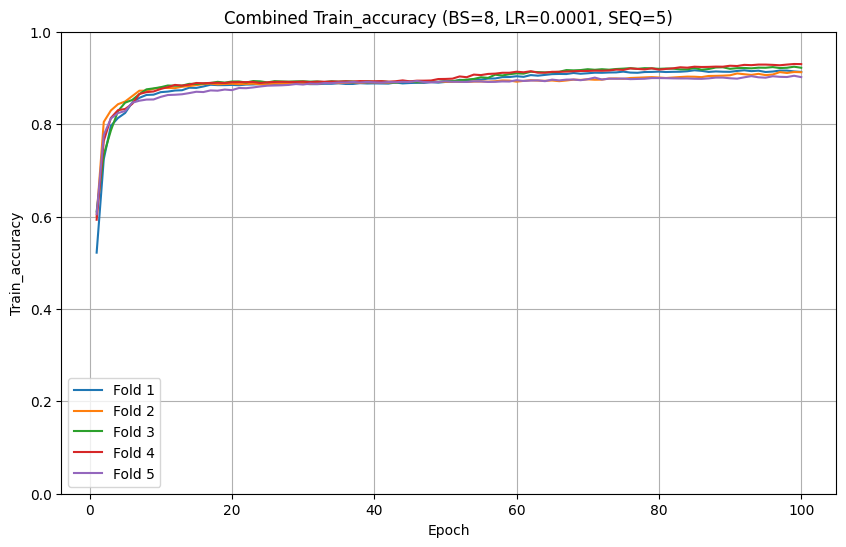 Combined Train_accuracy (BS=8, LR=0.0001, SEQ=5)
Train_accuracy
1.0
0.8
0.6
0.4
0.2
0.0
Fold 1
Fold 2
Fold 3
Fold 4
Fold 5
0 20 40 60 80 100
Epoch